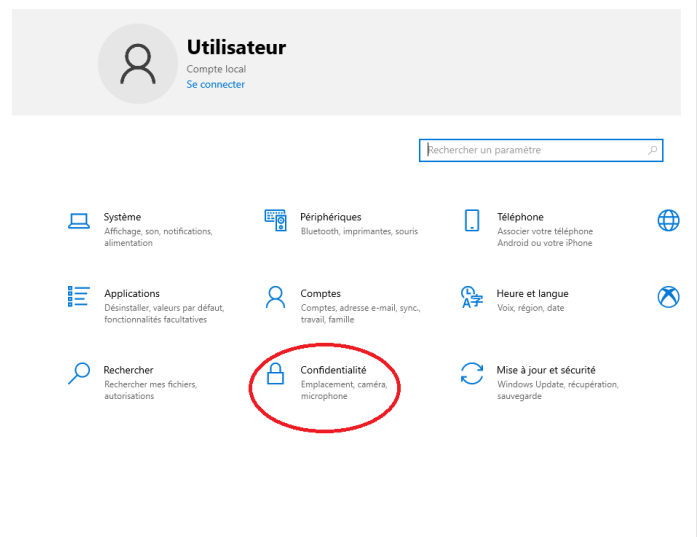 Utilisateur
Compte local
Se connecter
Rechercher un paramètre
Système
Affichage, son, notifications,
alimentation
Périphériques
Bluetooth, imprimantes, souris
Téléphone
Associer votre téléphone
Android ou votre iPhone
Applications
Désinstaller, valeurs par défaut,
fonctionnalités facultatives
Comptes
Comptes, adresse e-mail, sync.,
travail, famille
Heure et langue
Voix, région, date
Rechercher
Rechercher mes fichiers,
autorisations
Confidentialité
Emplacement, caméra,
microphone
Mise à jour et sécurité
Windows Update, récupération,
sauvegarde